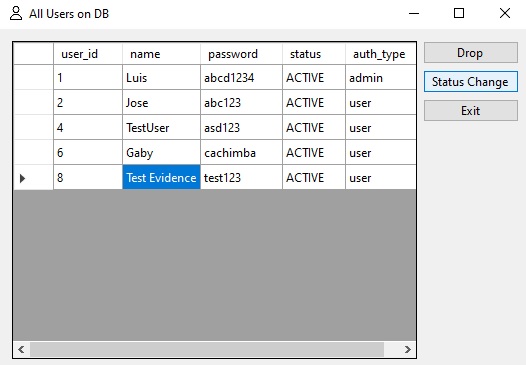 All Users on DB
user_id name password status auth_type
1 Luis abcd1234 ACTIVE admin
2 Jose abc123 ACTIVE user
4 TestUser asd123 ACTIVE user
6 Gaby cachimba ACTIVE user
8 Test Evidence test123 ACTIVE user
Drop
Status Change
Exit